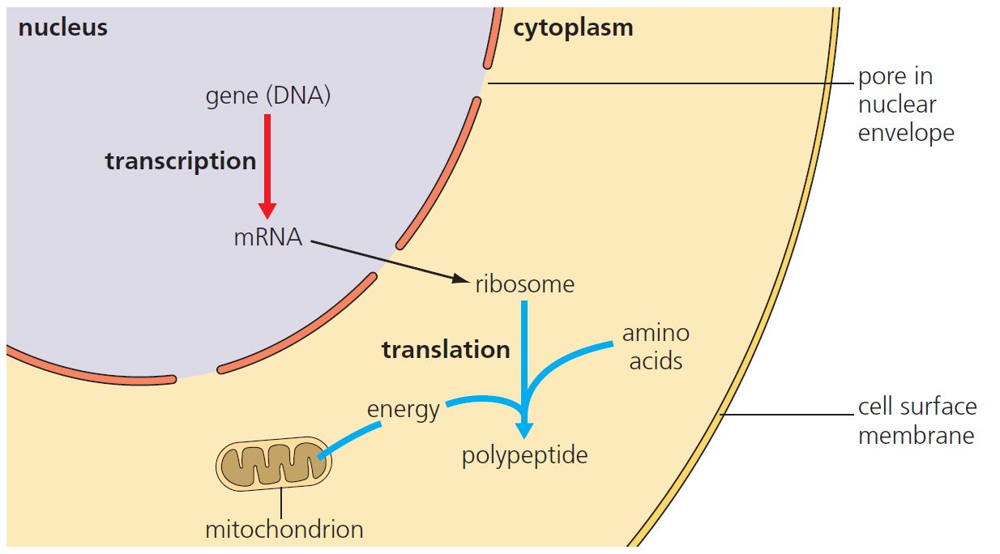 nucleus
cytoplasm
pore in
nuclear
envelope
gene (DNA)
transcription
mRNA
ribosome
translation
amino
acids
energy
polypeptide
cell surface
membrane
mitochondrion